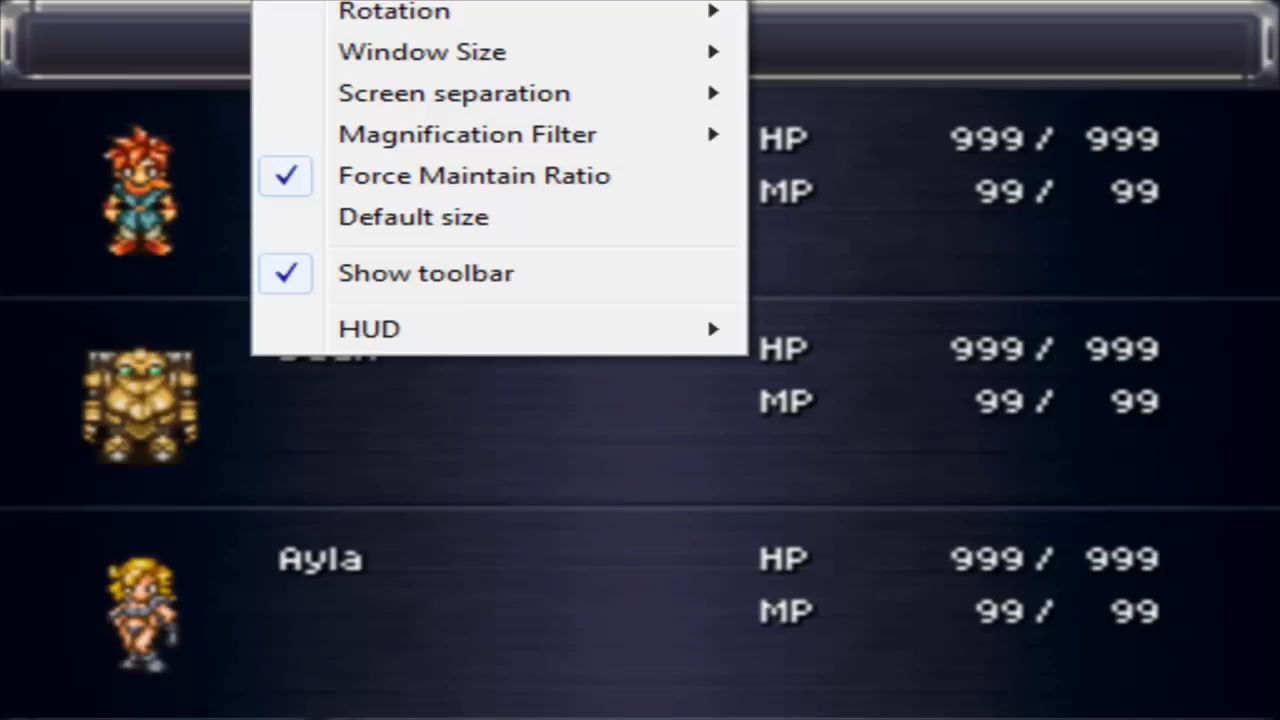 Rotation
Window Size
Screen separation
Magnification Filter
Force Maintain Ratio
Default size
Show toolbar
HUD
HP 999/ 999
MP 99/ 99
HP 999/ 999
MP 99/ 99
Ayla
HP 999/ 999
MP 99/ 99